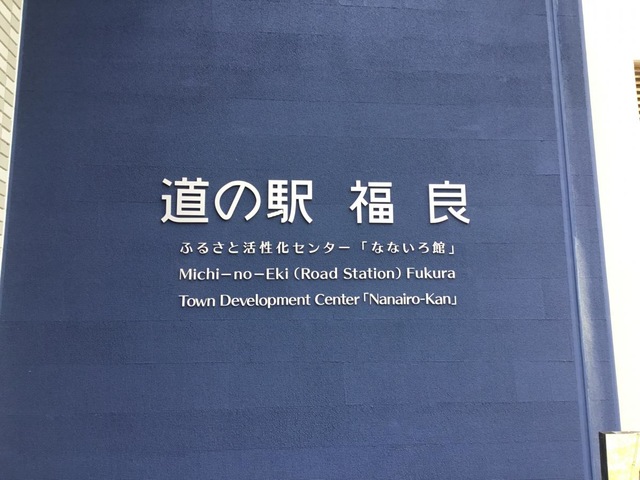 道の駅 福良
ふるさと活性化センター「なないろ館」
Michi−no−Eki (Road Station) Fukura
Town Development Center「Nanairo-Kan」